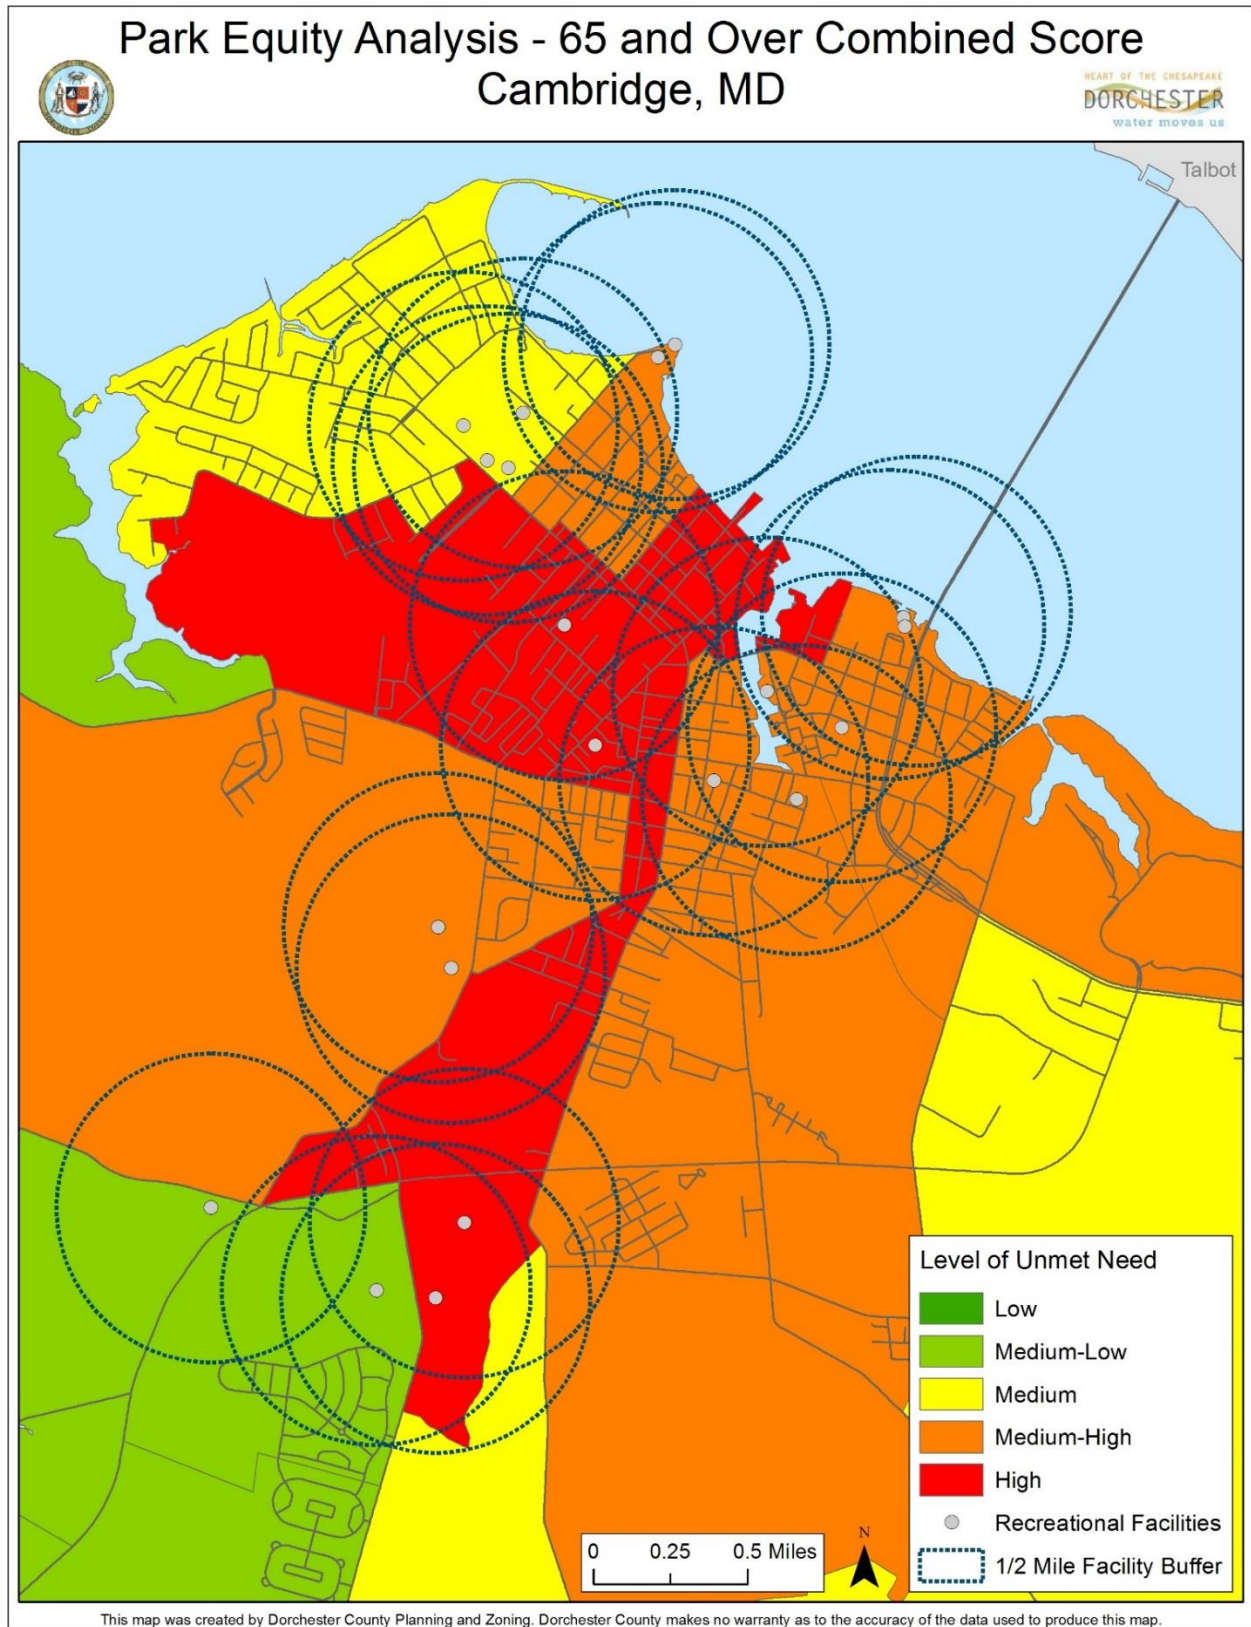 Park Equity Analysis - 65 and Over Combined Score
Cambridge, MD
HEART OF THE CHESAPEAKE
DORCHESTER
water moves us
Talbot
Level of Unmet Need
Low
Medium-Low
Medium
Medium-High
High
Recreational Facilities
1/2 Mile Facility Buffer
0 0.25 0.5 Miles
N
This map was created by Dorchester County Planning and Zoning. Dorchester County makes no warranty as to the accuracy of the data used to produce this map.